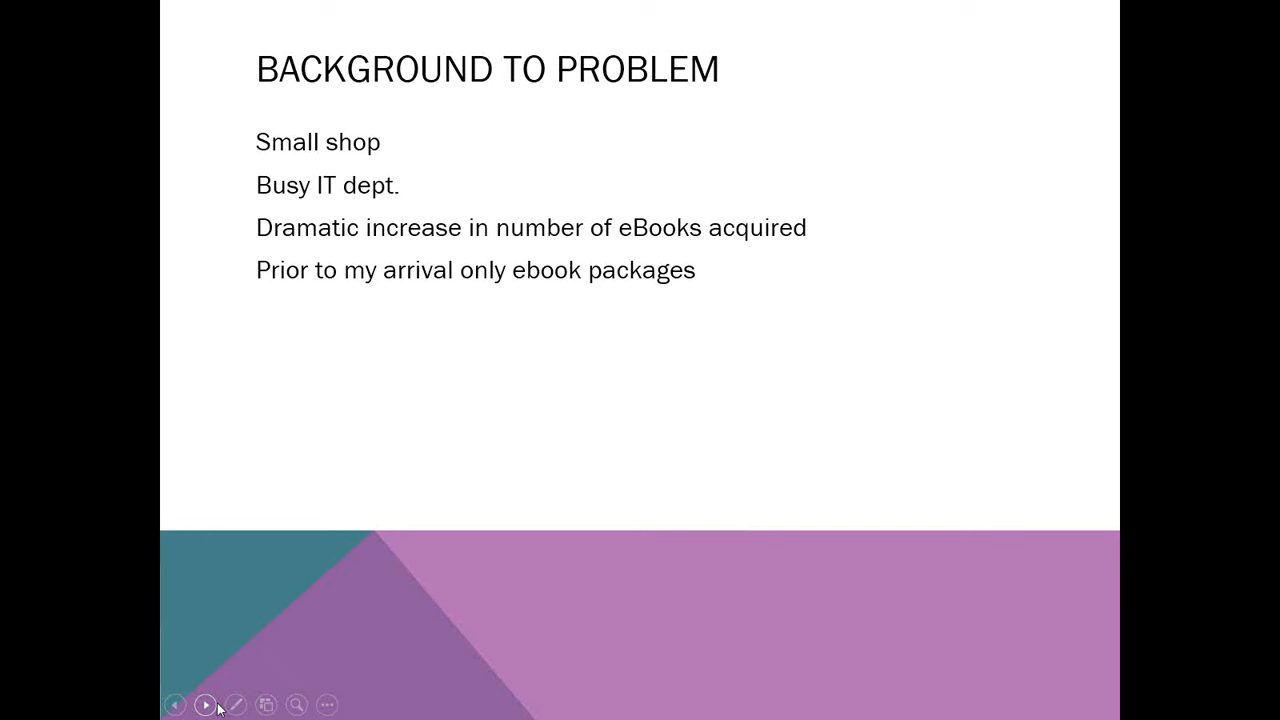 BACKGROUND TO PROBLEM
Small shop
Busy IT dept.
Dramatic increase in number of eBooks acquired
Prior to my arrival only ebook packages